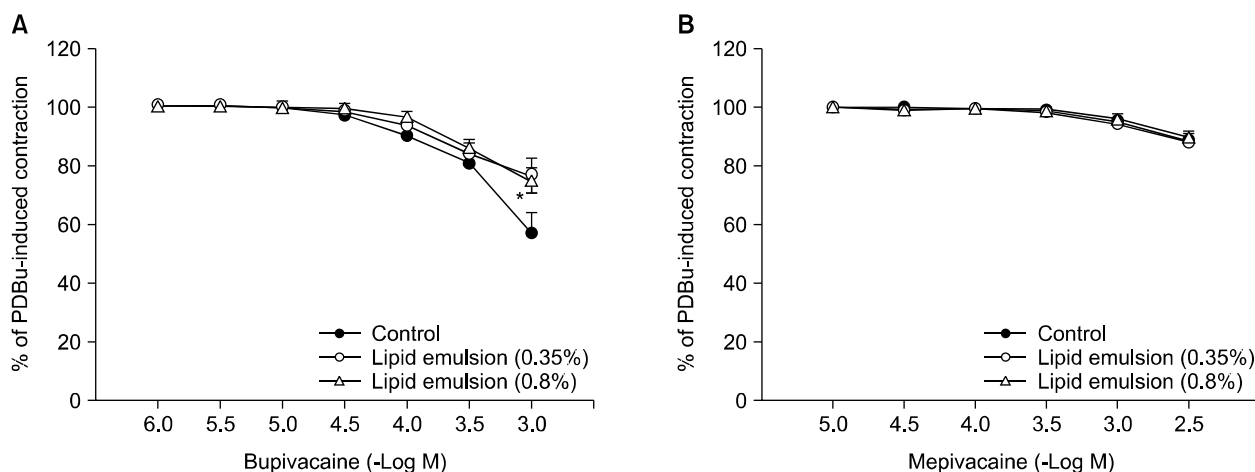 A
% of PDBu-induced contraction
120
100
80
60
40
20
0
*
Control
Lipid emulsion (0.35%)
Lipid emulsion (0.8%)
6.0 5.5 5.0 4.5 4.0 3.5 3.0
Bupivacaine (-Log M)
B
% of PDBu-induced contraction
120
100
80
60
40
20
0
Control
Lipid emulsion (0.35%)
Lipid emulsion (0.8%)
5.0 4.5 4.0 3.5 3.0 2.5
Mepivacaine (-Log M)